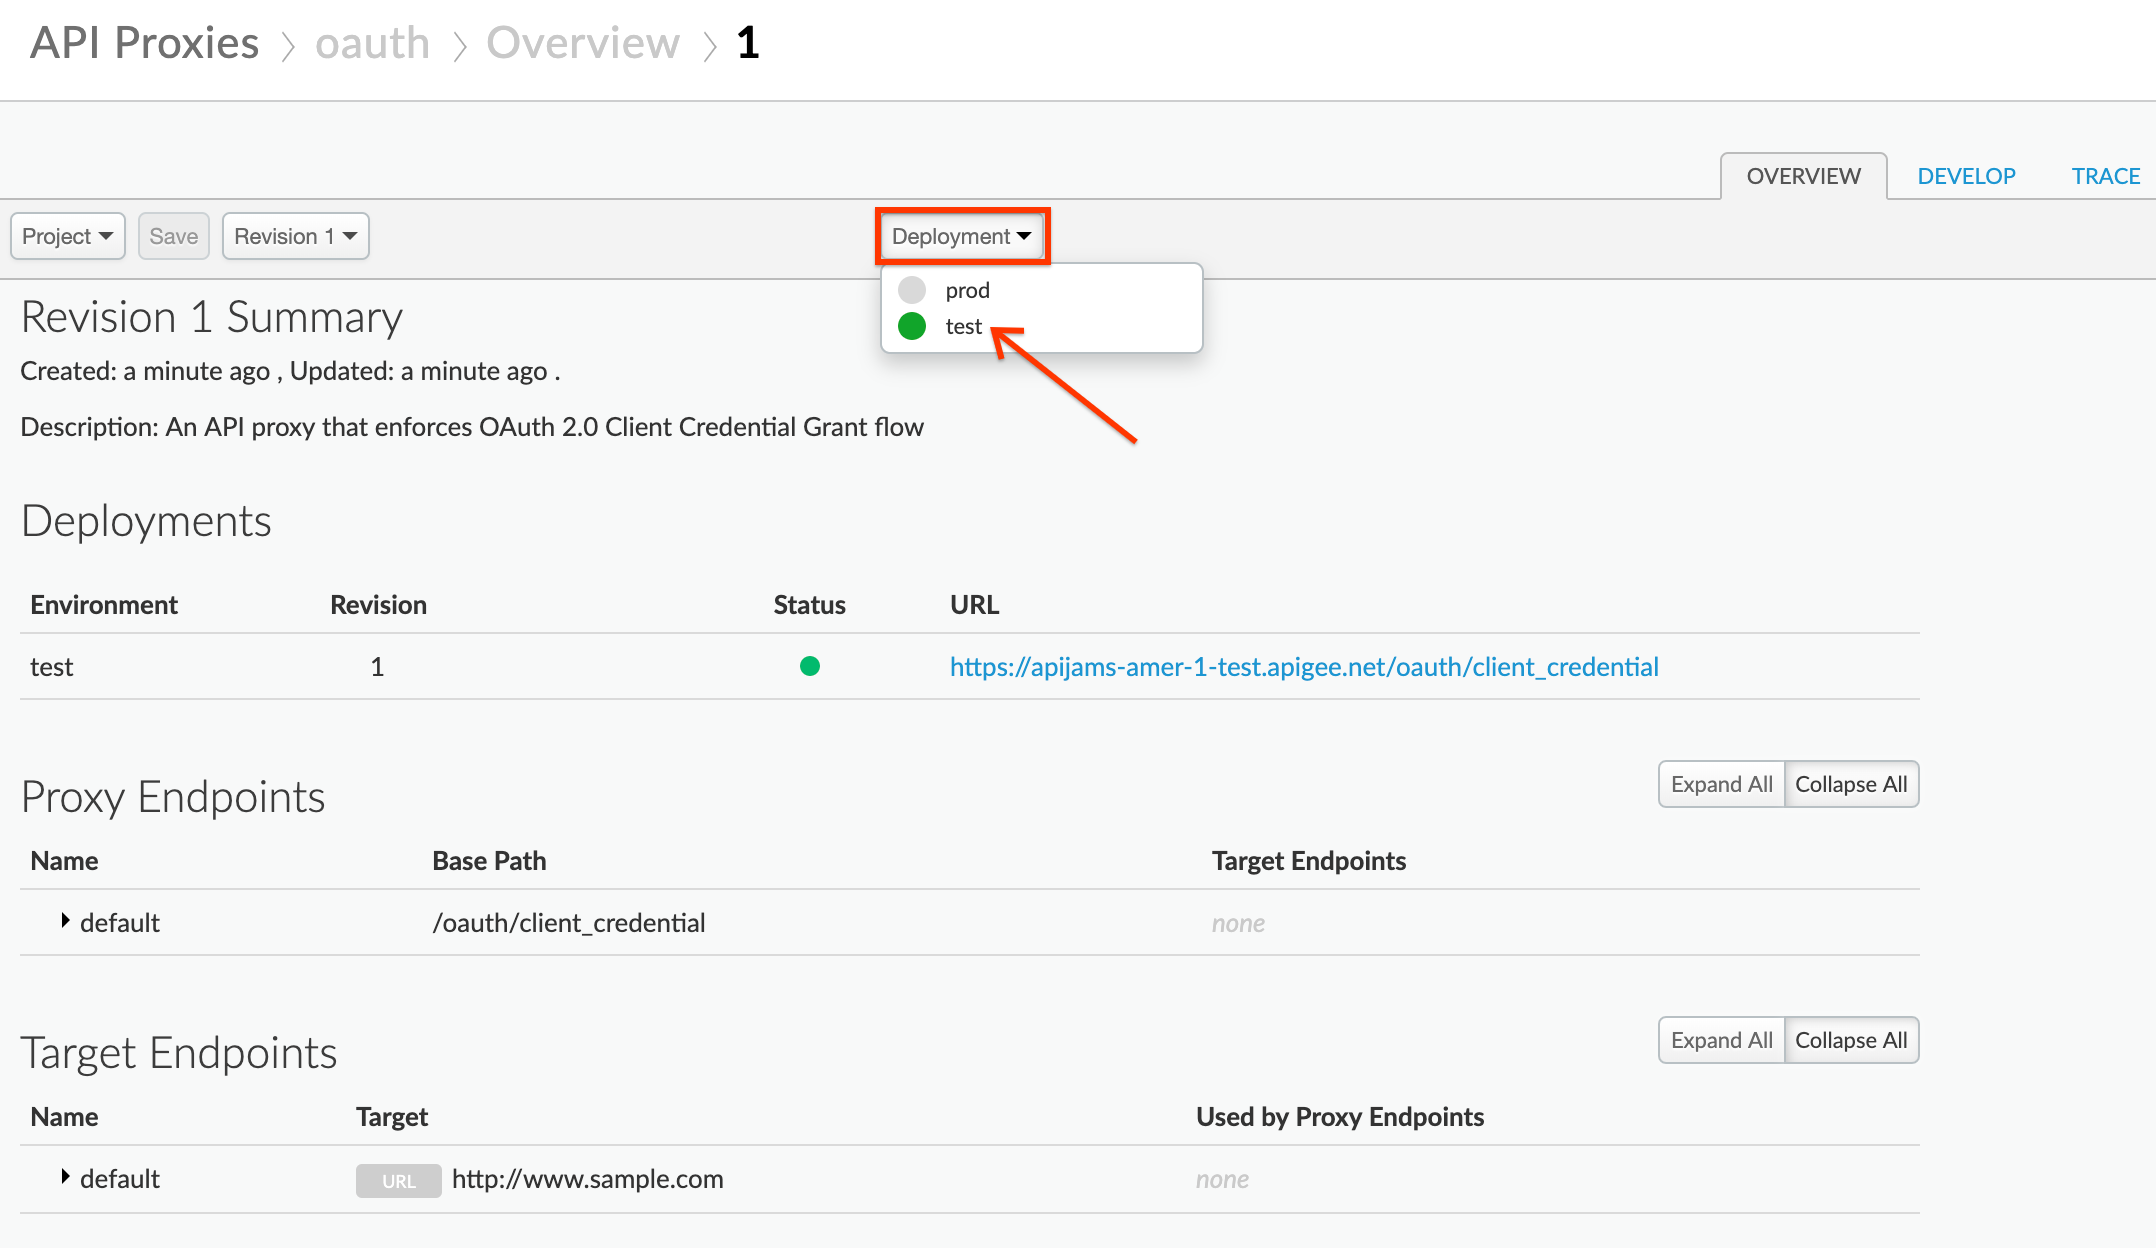 API Proxies > oauth > Overview > 1
OVERVIEW DEVELOP TRACE
Project Save Revision 1 Deployment
prod
test
Revision 1 Summary
Created: a minute ago , Updated: a minute ago .
Description: An API proxy that enforces OAuth 2.0 Client Credential Grant flow
Deployments
Environment Revision Status URL
test 1 https://apijams-amer-1-test.apigee.net/oauth/client_credential
Proxy Endpoints Expand All Collapse All
Name Base Path Target Endpoints
default /oauth/client_credential none
Target Endpoints Expand All Collapse All
Name Target Used by Proxy Endpoints
default URL http://www.sample.com none